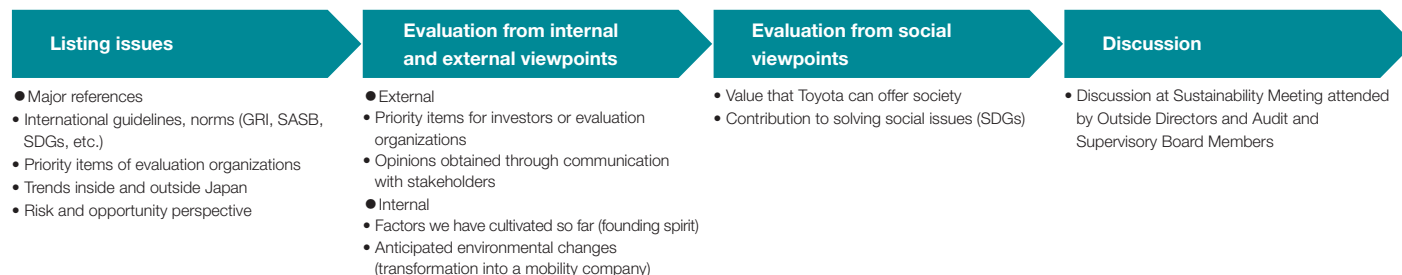 Listing issues
● Major references
• International guidelines, norms (GRI, SASB,
SDGs, etc.)
• Priority items of evaluation organizations
• Trends inside and outside Japan
• Risk and opportunity perspective
Evaluation from internal
and external viewpoints
● External
• Priority items for investors or evaluation
organizations
• Opinions obtained through communication
with stakeholders
● Internal
• Factors we have cultivated so far (founding spirit)
• Anticipated environmental changes
(transformation into a mobility company)
Evaluation from social
viewpoints
• Value that Toyota can offer society
• Contribution to solving social issues (SDGs)
Discussion
• Discussion at Sustainability Meeting attended
by Outside Directors and Audit and
Supervisory Board Members